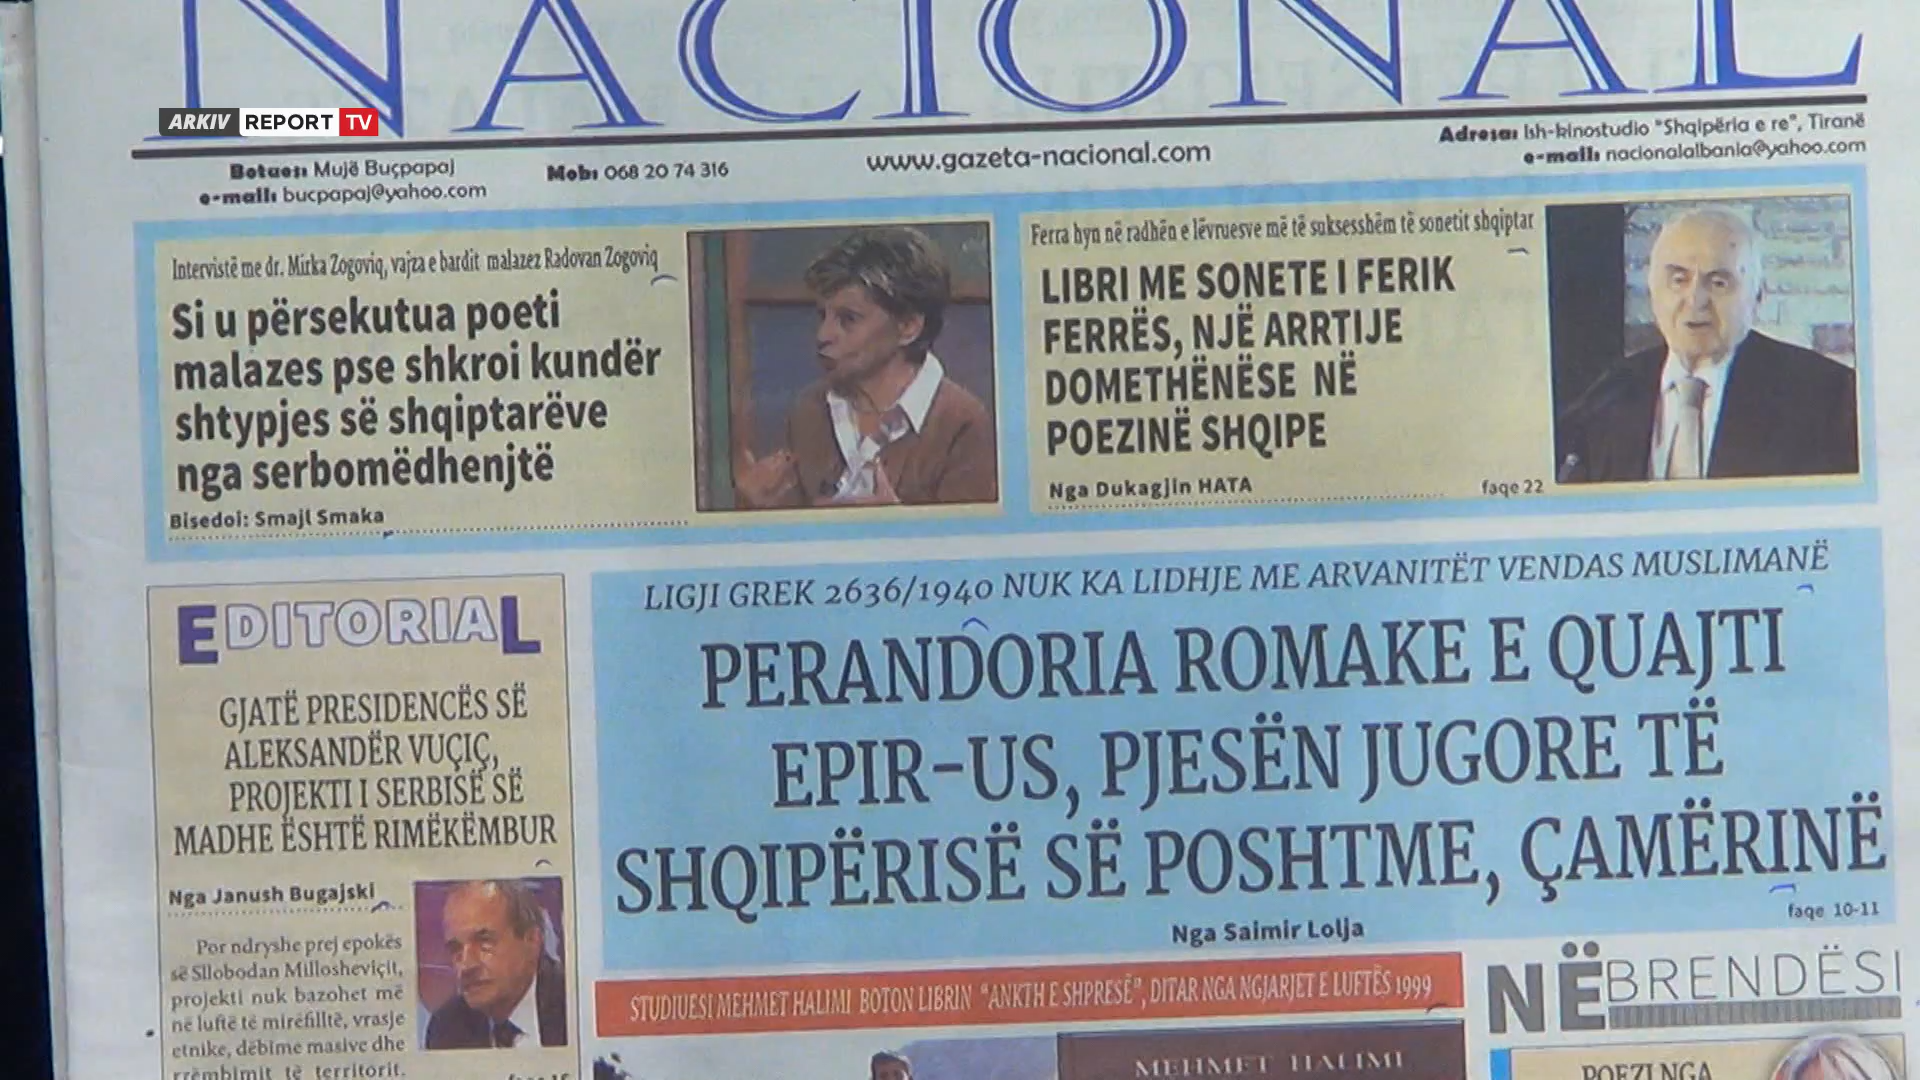 NACIONAL
ARKIV REPORT TV
Botues: Mujë Buçpapaj
e-mail: bucpapaj@yahoo.com
Mob: 068 20 74 316
www.gazeta-nacional.com
Adresa: Ish-kinostudio "Shqipëria e re", Tiranë
e-mail: nacionalalbania@yahoo.com
Intervistë me dr. Mirka Zogoviq, vajza e bardit malazez Radovan Zogoviq
Si u përsekutua poeti
malazes pse shkroi kundër
shtypjes së shqiptarëve
nga serbomëdhenjtë
Bisedoi: Smajl Smaka
Ferra hyn në radhën e lëvruesve më të suksesshëm të sonetit shqiptar
LIBRI ME SONETE I FERIK
FERRËS, NJË ARRTIJE
DOMETHËNËSE NË
POEZINË SHQIPE
Nga Dukagjin HATA
faqe 22
EDITORIAL
GJATË PRESIDENCËS SË
ALEKSANDËR VUÇIÇ,
PROJEKTI I SERBISË SË
MADHE ËSHTË RIMËKËMBUR
Nga Janush Bugajski
Por ndryshe prej epokës
së Sllobodan Millosheviçit,
projekti nuk bazohet më
në luftë të mirëfilltë, vrasje
etnike, dëbime masive dhe
rrëmbimit të territorit.
LIGJI GREK 2636/1940 NUK KA LIDHJE ME ARVANITËT VENDAS MUSLIMANË
PERANDORIA ROMAKE E QUAJTI
EPIR-US, PJESËN JUGORE TË
SHQIPËRISË SË POSHTME, ÇAMËRINË
Nga Saimir Lolja
faqe 10-11
STUDIUESI MEHMET HALIMI BOTON LIBRIN "ANKTH E SHPRESË", DITAR NGA NGJARJET E LUFTËS 1999
MEHMET HALIMI
NË BRENDËSI
POEZI NGA